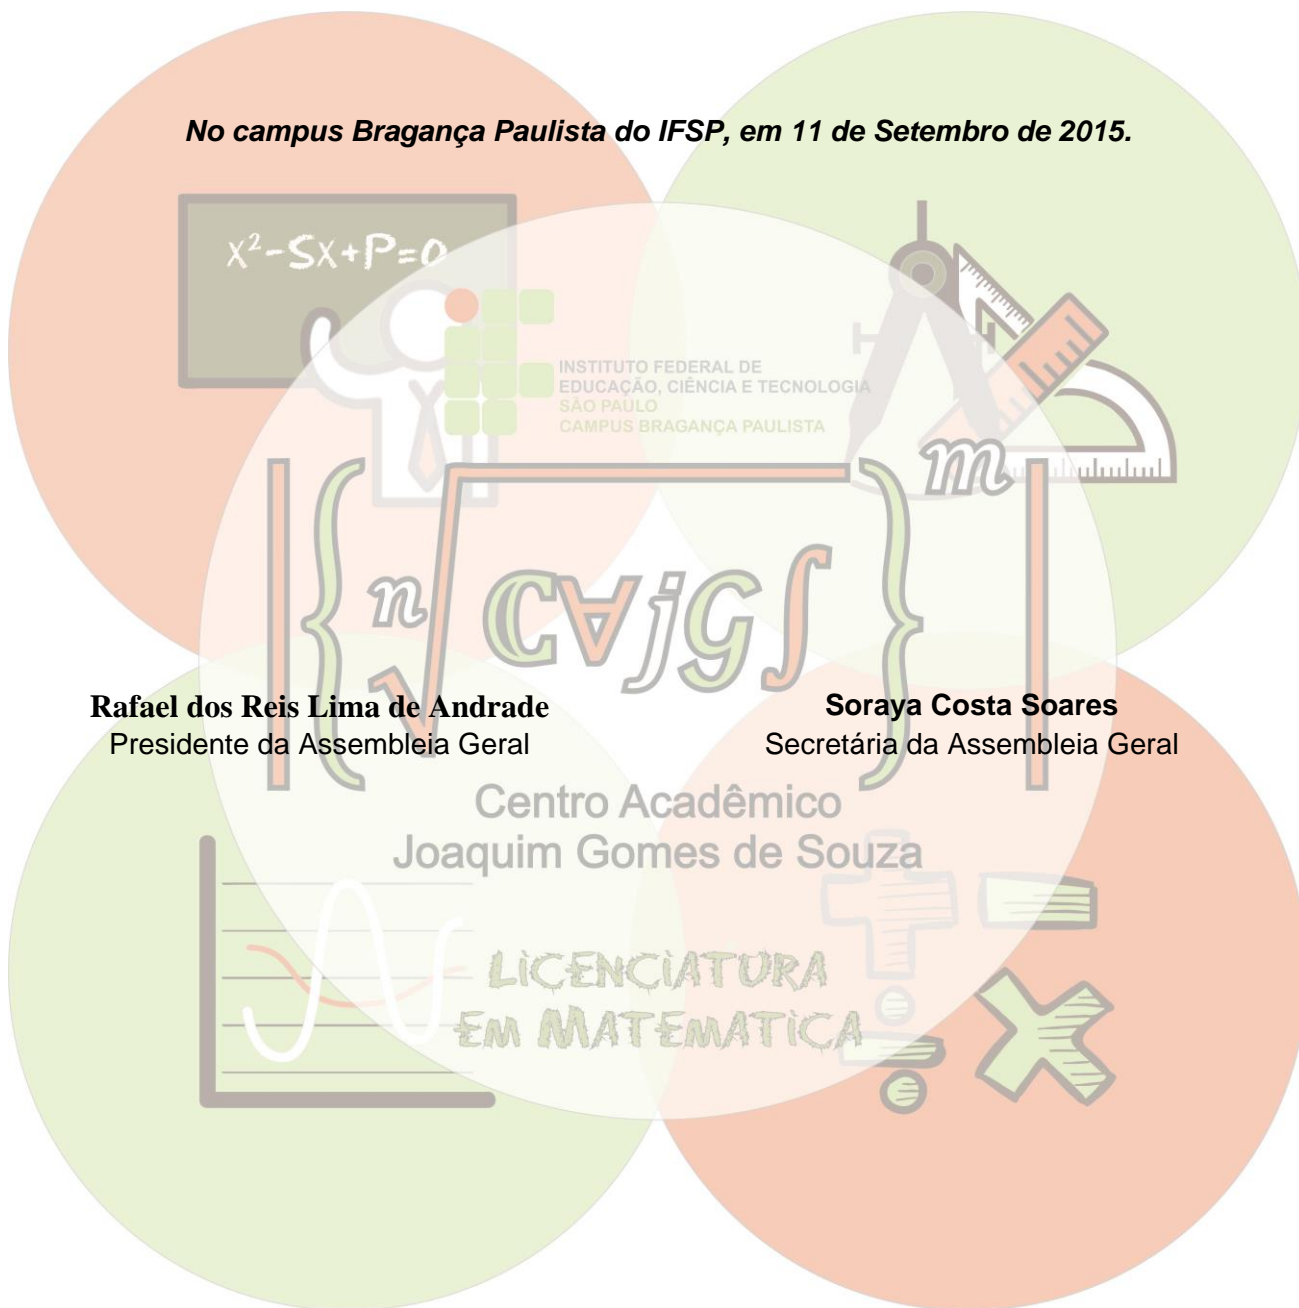 No campus Bragança Paulista do IFSP, em 11 de Setembro de 2015.
x²-Sx+P=0
INSTITUTO FEDERAL DE
EDUCAÇÃO, CIÊNCIA E TECNOLOGIA
SÃO PAULO
CAMPUS BRAGANÇA PAULISTA
|{n√C∀jG∫}m|
Rafael dos Reis Lima de Andrade
Presidente da Assembleia Geral
Soraya Costa Soares
Secretária da Assembleia Geral
Centro Acadêmico
Joaquim Gomes de Souza
LiCENCiATURA
EM MATEMATiCA